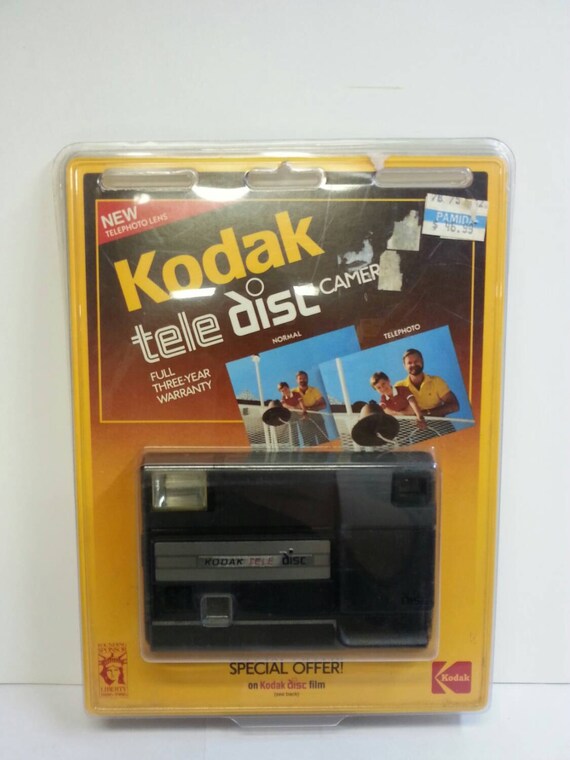 NEW
TELEPHOTO LENS
PAMIDA
Kodak
tele disc CAMER
FULL
THREE-YEAR
WARRANTY
NORMAL
TELEPHOTO
KODAK TELE disc
SPECIAL OFFER!
on Kodak disc film
LIBERTY
Kodak